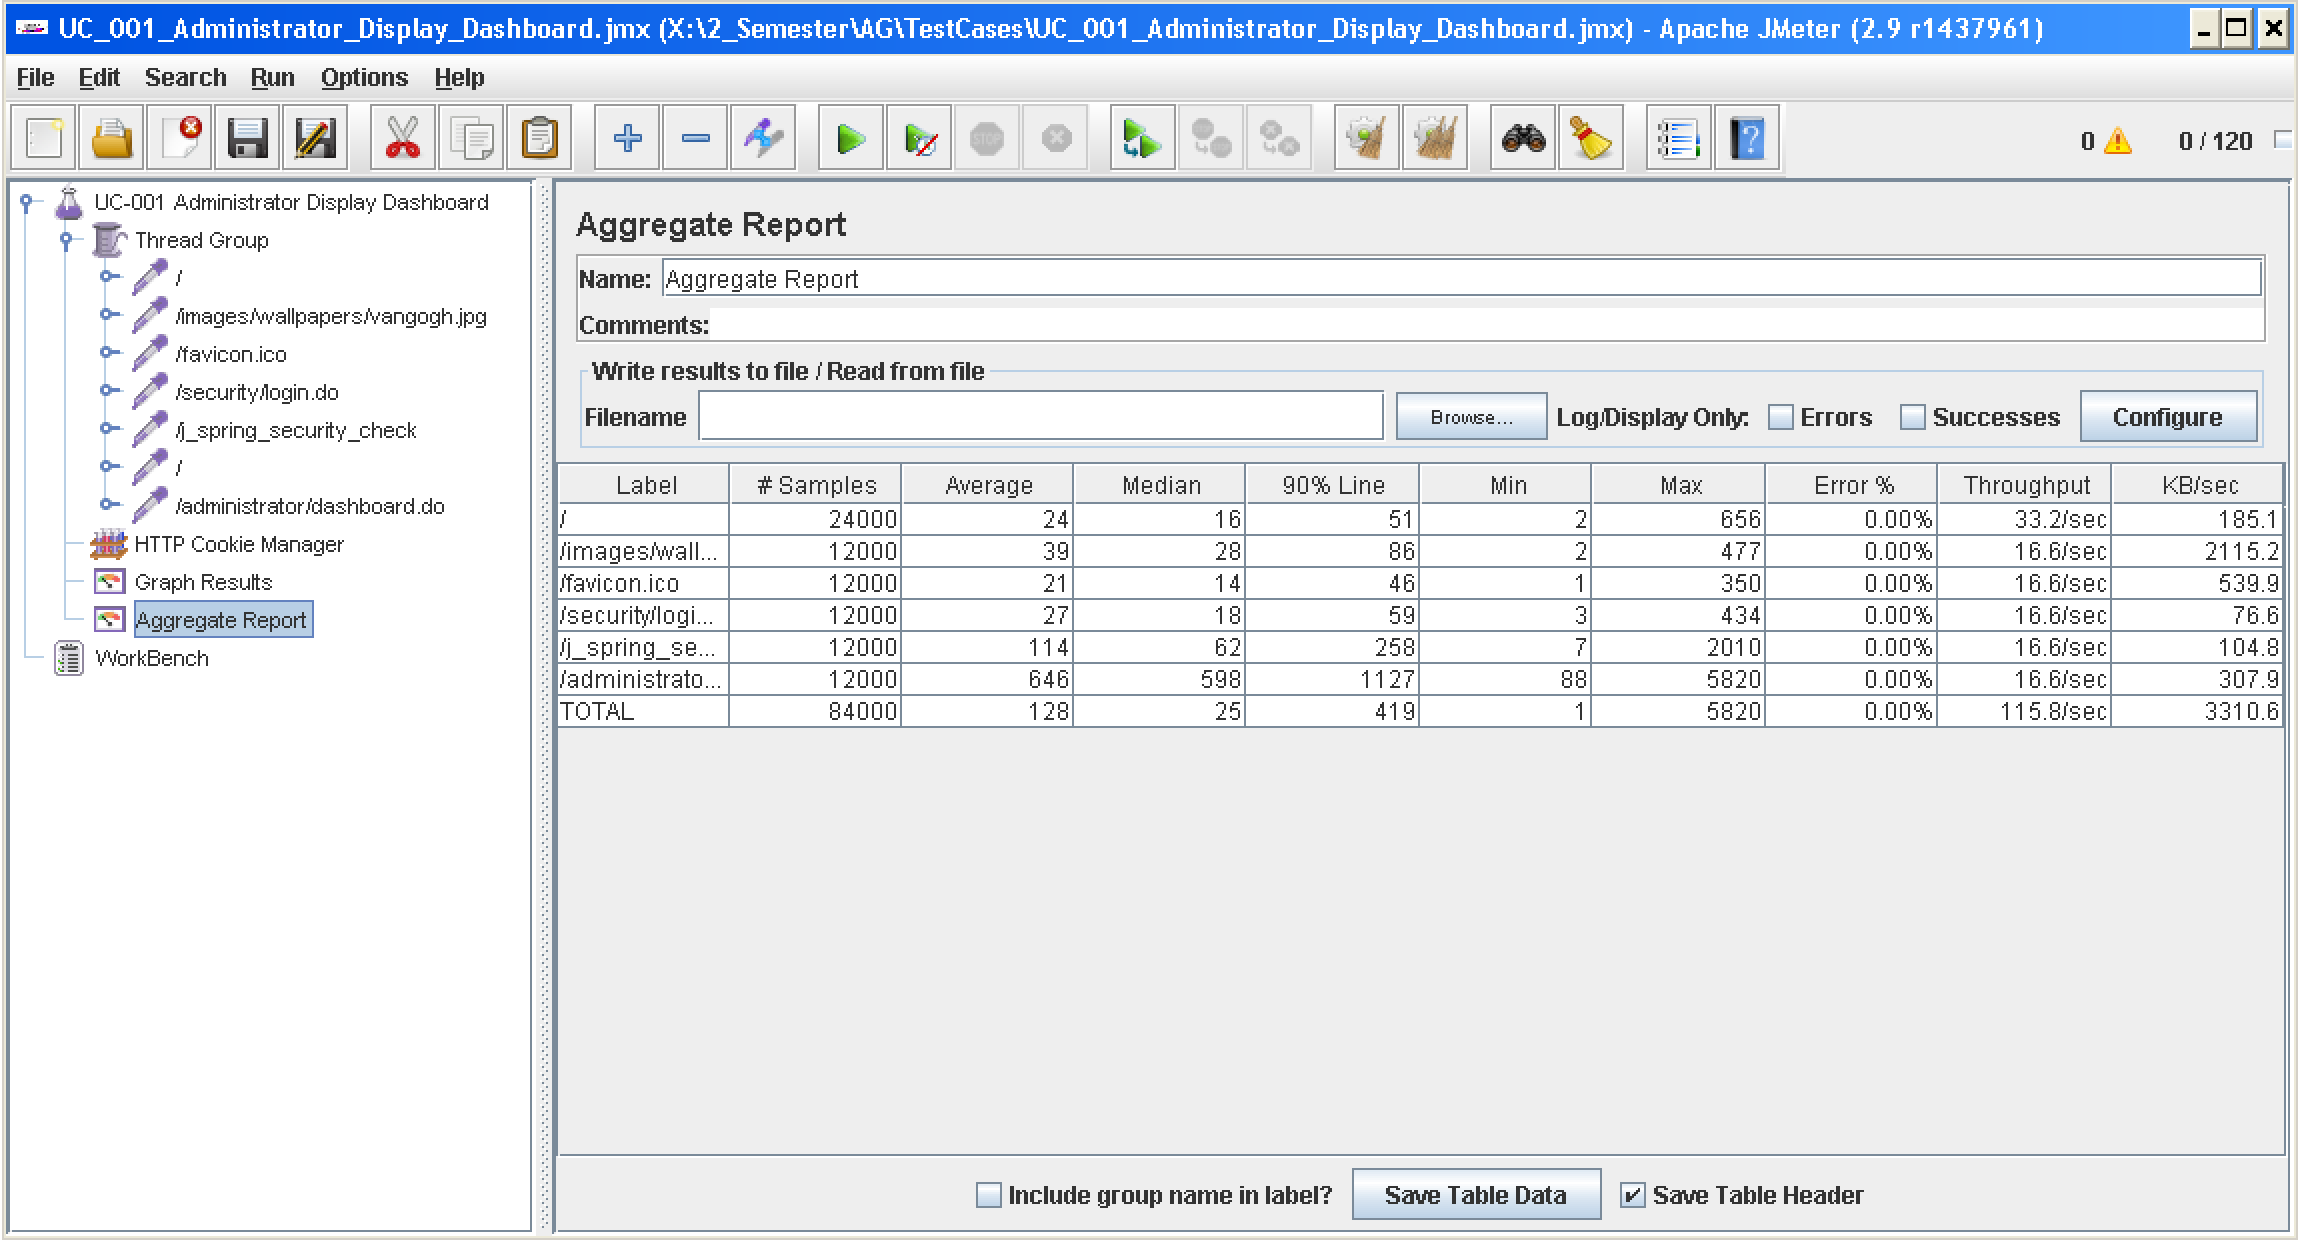 UC_001_Administrator_Display_Dashboard.jmx (X:\2_Semester\AG\TestCases\UC_001_Administrator_Display_Dashboard.jmx) - Apache JMeter (2.9 r1437961)
File Edit Search Run Options Help
STOP 0 0 / 120
UC-001 Administrator Display Dashboard
Thread Group
/
/images/wallpapers/vangogh.jpg
/favicon.ico
/security/login.do
/j_spring_security_check
/
/administrator/dashboard.do
HTTP Cookie Manager
Graph Results
Aggregate Report
WorkBench
Aggregate Report
Name: Aggregate Report
Comments:
Write results to file / Read from file
Filename Browse... Log/Display Only: Errors Successes Configure
Label # Samples Average Median 90% Line Min Max Error % Throughput KB/sec
/ 24000 24 16 51 2 656 0.00% 33.2/sec 185.1
/images/wall... 12000 39 28 86 2 477 0.00% 16.6/sec 2115.2
/favicon.ico 12000 21 14 46 1 350 0.00% 16.6/sec 539.9
/security/logi... 12000 27 18 59 3 434 0.00% 16.6/sec 76.6
/j_spring_se... 12000 114 62 258 7 2010 0.00% 16.6/sec 104.8
/administrato... 12000 646 598 1127 88 5820 0.00% 16.6/sec 307.9
TOTAL 84000 128 25 419 1 5820 0.00% 115.8/sec 3310.6
Include group name in label? Save Table Data Save Table Header